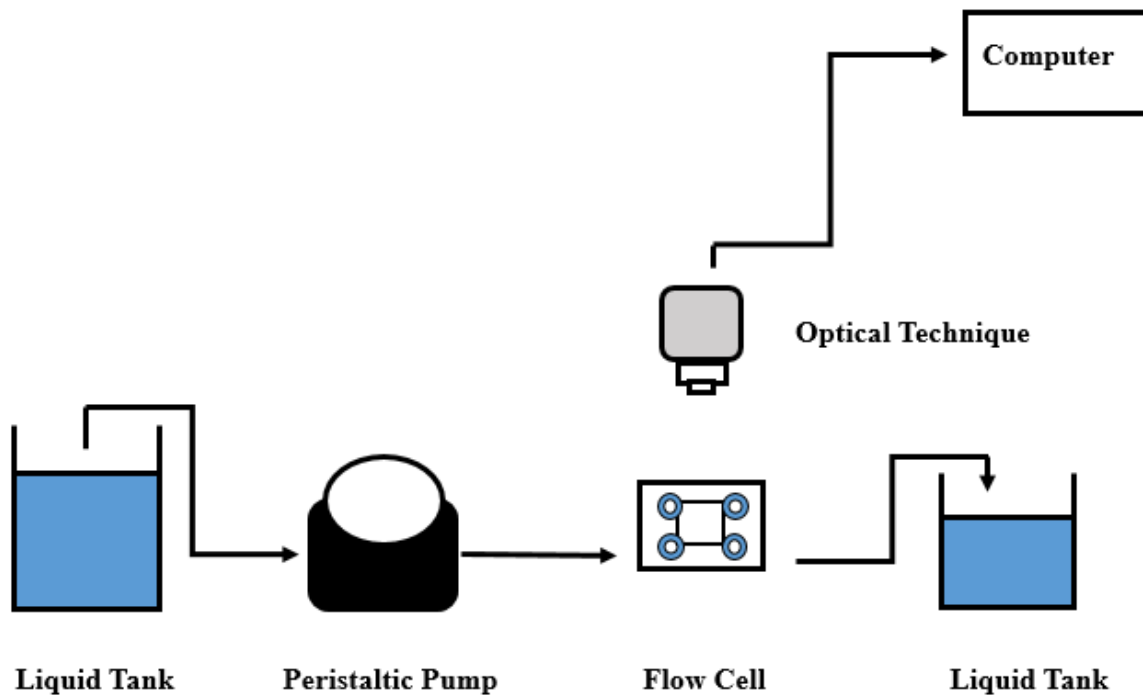 Computer
Optical Technique
Liquid Tank
Peristaltic Pump
Flow Cell
Liquid Tank